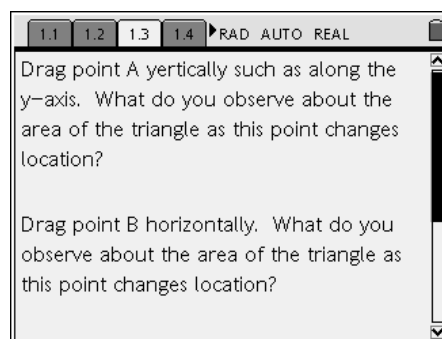 1.1 1.2 1.3 1.4 RAD AUTO REAL
Drag point A yertically such as along the
y-axis. What do you observe about the
area of the triangle as this point changes
location?
Drag point B horizontally. What do you
observe about the area of the triangle as
this point changes location?